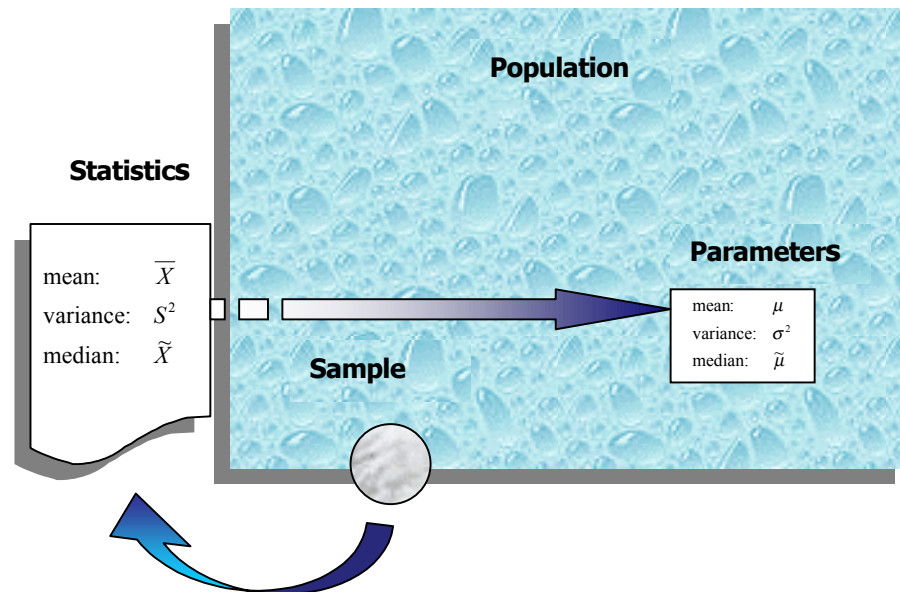 Population
Statistics
mean: X̅
variance: S²
median: X̃
Parameters
mean: μ
variance: σ²
median: μ̃
Sample